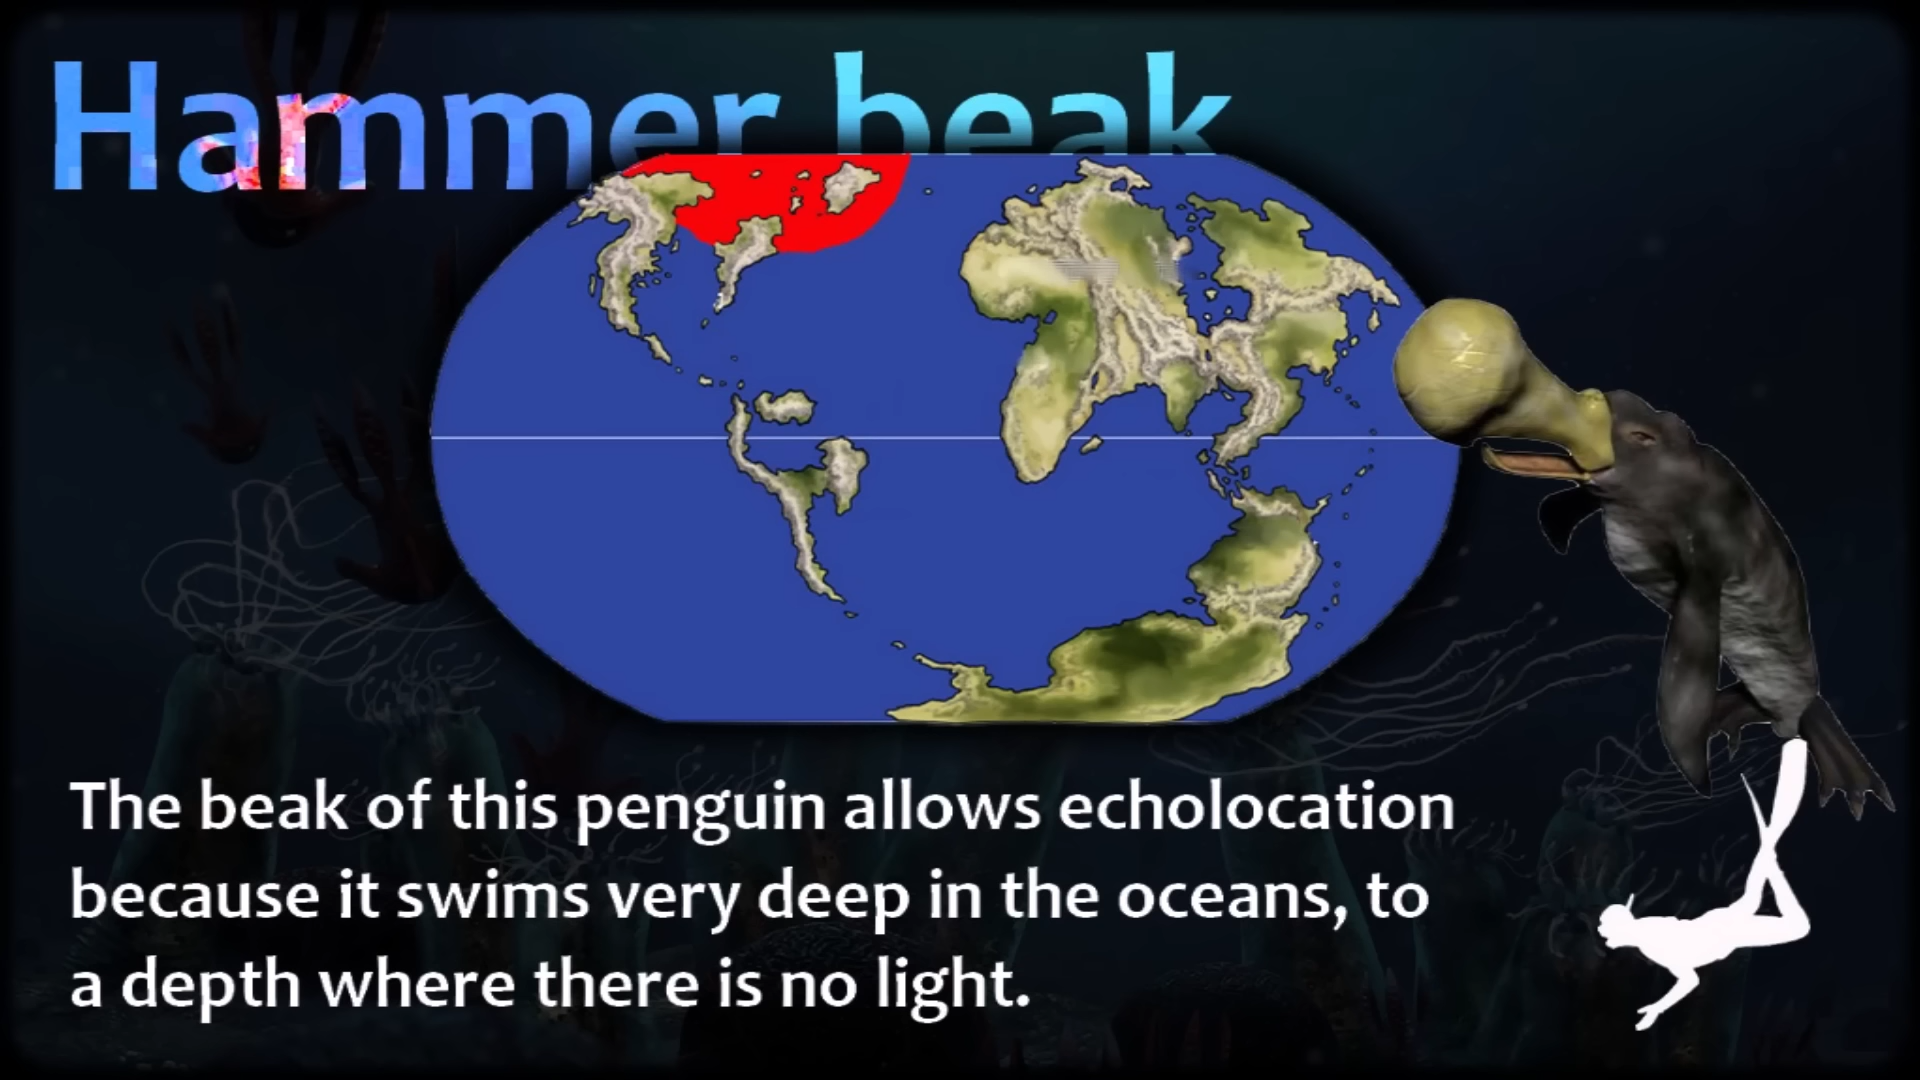 Hammer beak
The beak of this penguin allows echolocation
because it swims very deep in the oceans, to
a depth where there is no light.